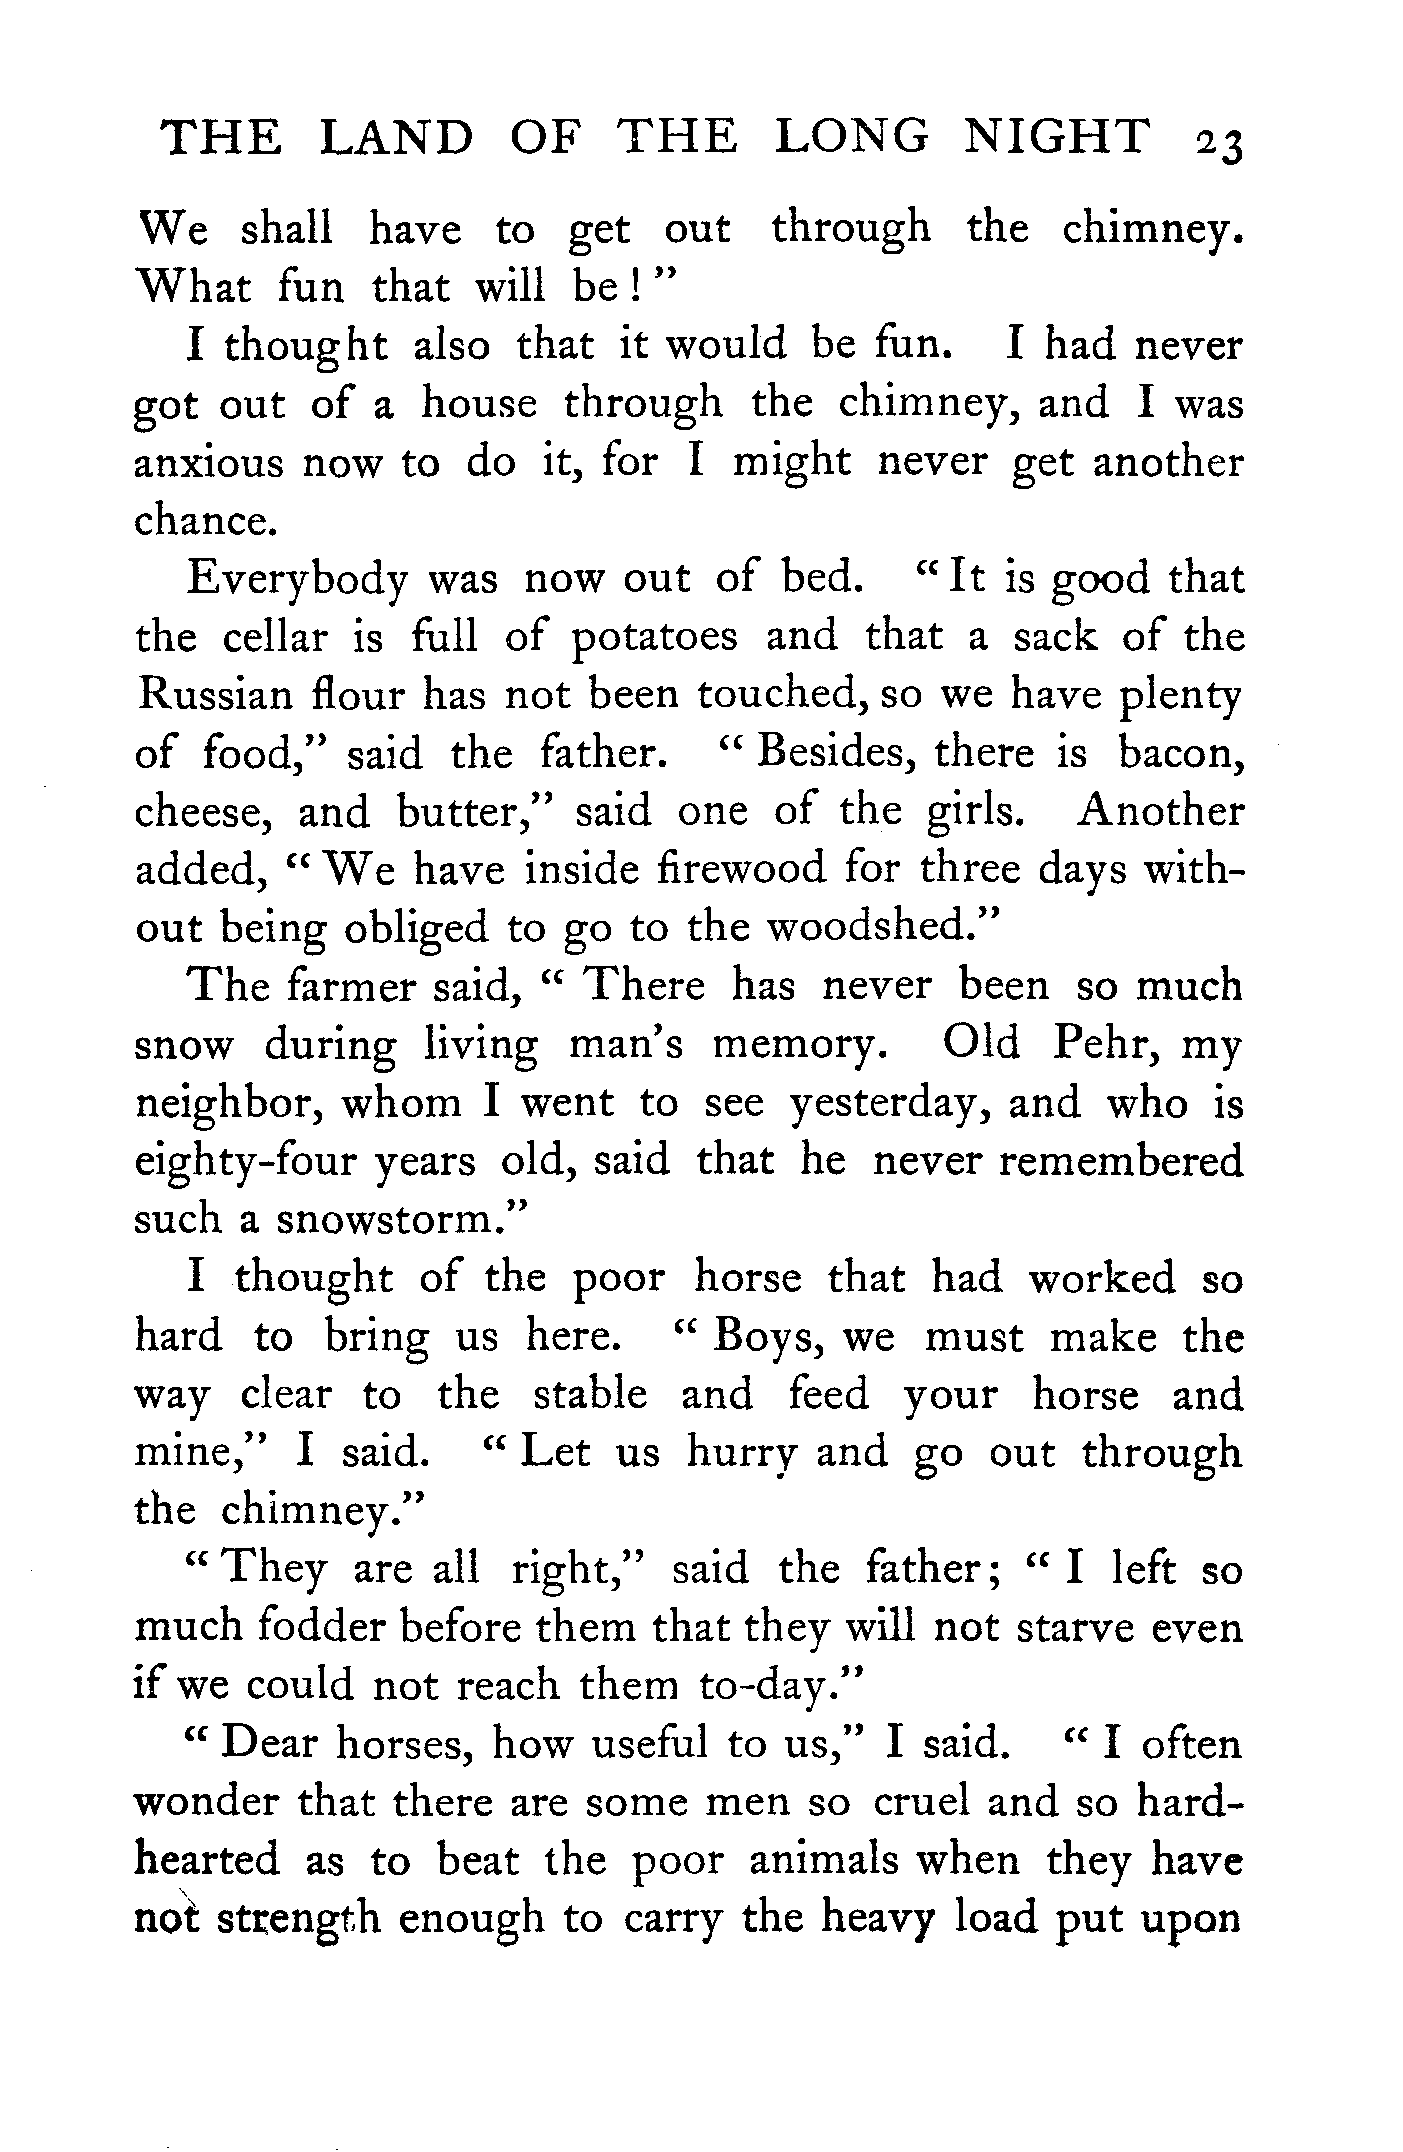 THE LAND OF THE LONG NIGHT 23
We shall have to get out through the chimney.
What fun that will be ! ”
I thought also that it would be fun. I had never
got out of a house through the chimney, and I was
anxious now to do it, for I might never get another
chance.
Everybody was now out of bed. “ It is good that
the cellar is full of potatoes and that a sack of the
Russian flour has not been touched, so we have plenty
of food,” said the father. “ Besides, there is bacon,
cheese, and butter,” said one of the girls. Another
added, “ We have inside firewood for three days with-
out being obliged to go to the woodshed.”
The farmer said, “ There has never been so much
snow during living man’s memory. Old Pehr, my
neighbor, whom I went to see yesterday, and who is
eighty-four years old, said that he never remembered
such a snowstorm.”
I thought of the poor horse that had worked so
hard to bring us here. “ Boys, we must make the
way clear to the stable and feed your horse and
mine,” I said. “ Let us hurry and go out through
the chimney.”
“ They are all right,” said the father; “ I left so
much fodder before them that they will not starve even
if we could not reach them to-day.”
“ Dear horses, how useful to us,” I said. “ I often
wonder that there are some men so cruel and so hard-
hearted as to beat the poor animals when they have
not strength enough to carry the heavy load put upon